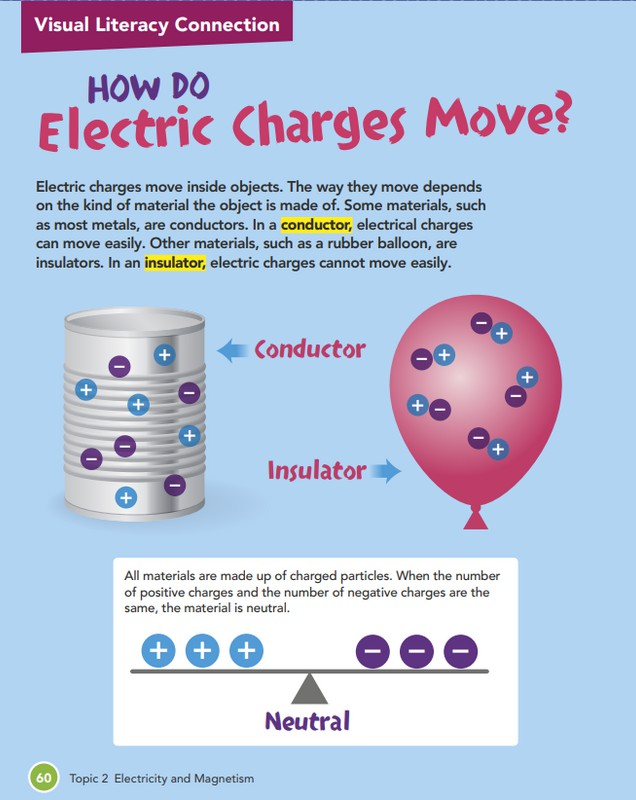 Visual Literacy Connection
HOW DO
Electric Charges Move?
Electric charges move inside objects. The way they move depends
on the kind of material the object is made of. Some materials, such
as most metals, are conductors. In a conductor, electrical charges
can move easily. Other materials, such as a rubber balloon, are
insulators. In an insulator, electric charges cannot move easily.
Conductor
Insulator
All materials are made up of charged particles. When the number
of positive charges and the number of negative charges are the
same, the material is neutral.
+ + + − − −
Neutral
60 Topic 2 Electricity and Magnetism